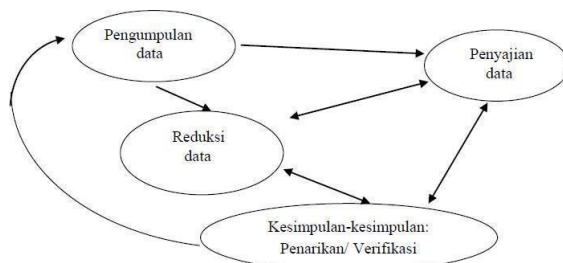 Pengumpulan
data
Penyajian
data
Reduksi
data
Kesimpulan-kesimpulan:
Penarikan/ Verifikasi